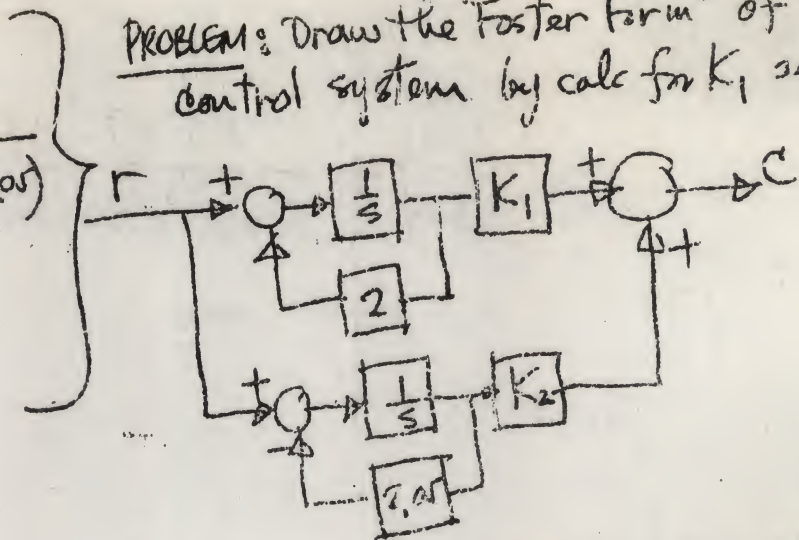 PROBLEM: Draw the "Foster form" of
control system by calc for K₁
r + 1/s K₁ + C
2 +
+ 1/s K₂
-